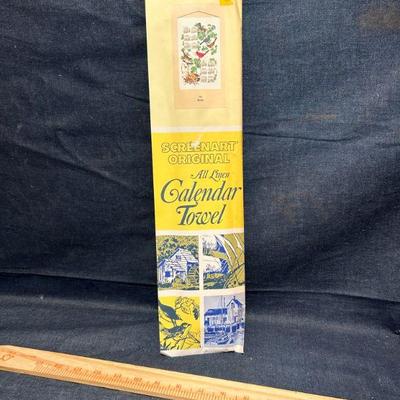 SCREENART
ORIGINAL
All Linen
Calendar
Towel